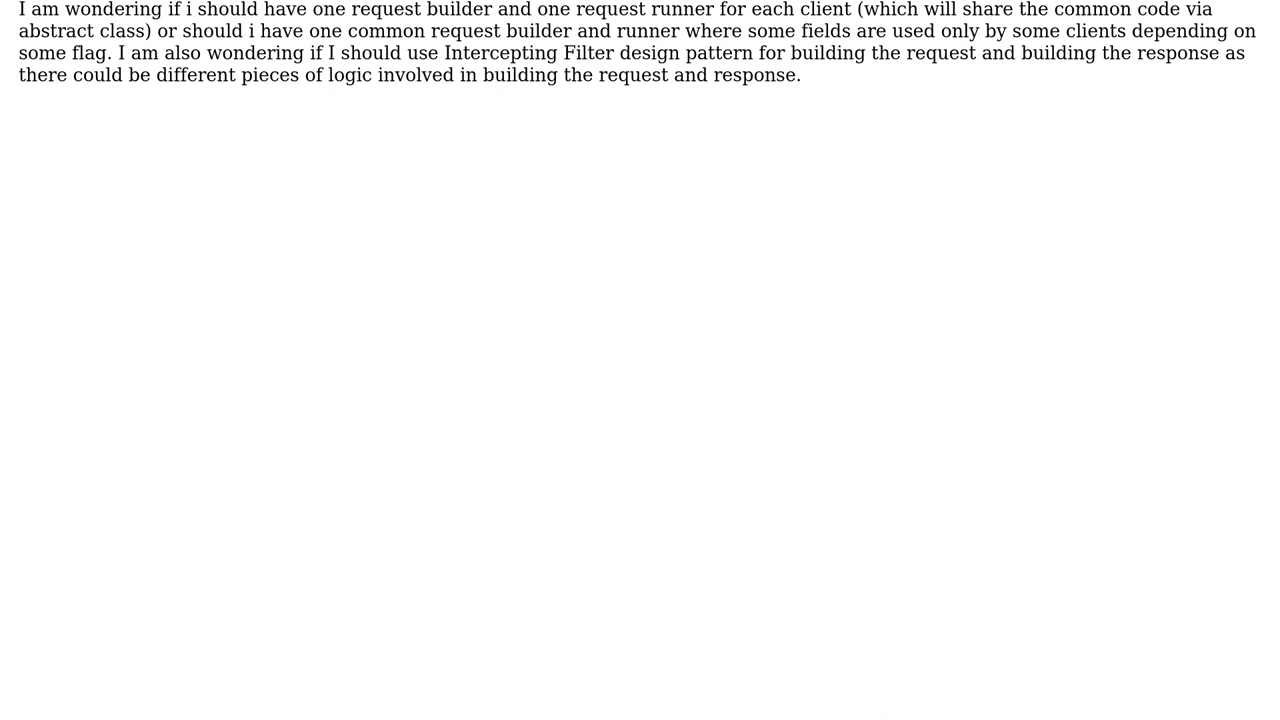 I am wondering if i should have one request builder and one request runner for each client (which will share the common code via
abstract class) or should i have one common request builder and runner where some fields are used only by some clients depending on
some flag. I am also wondering if I should use Intercepting Filter design pattern for building the request and building the response as
there could be different pieces of logic involved in building the request and response.